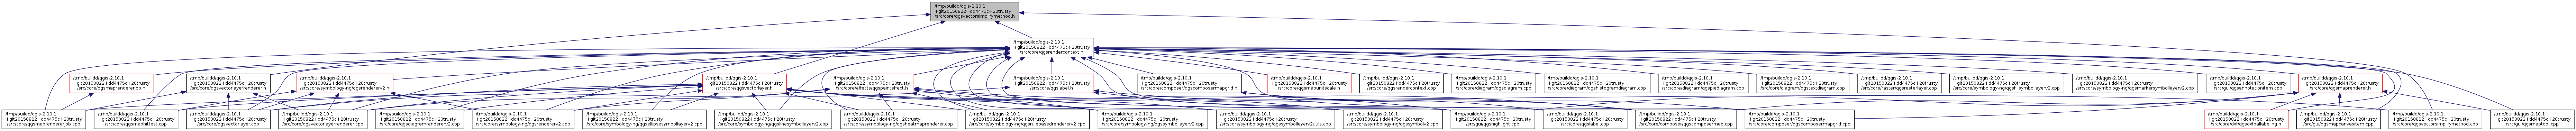 /tmp/buildd/qgis-2.10.1
+git20150822+dd4475c+20trusty
/src/core/qgsvectorsimplifymethod.h
/tmp/buildd/qgis-2.10.1
+git20150822+dd4475c+20trusty
/src/core/qgsrendercontext.h
/tmp/buildd/qgis-2.10.1
+git20150822+dd4475c+20trusty
/src/core/qgsmaprendererjob.h
/tmp/buildd/qgis-2.10.1
+git20150822+dd4475c+20trusty
/src/core/qgsvectorlayerrenderer.h
/tmp/buildd/qgis-2.10.1
+git20150822+dd4475c+20trusty
/src/core/symbology-ng/qgsrendererv2.h
/tmp/buildd/qgis-2.10.1
+git20150822+dd4475c+20trusty
/src/core/qgsvectorlayer.h
/tmp/buildd/qgis-2.10.1
+git20150822+dd4475c+20trusty
/src/core/effects/qgspainteffect.h
/tmp/buildd/qgis-2.10.1
+git20150822+dd4475c+20trusty
/src/core/qgslabel.h
/tmp/buildd/qgis-2.10.1
+git20150822+dd4475c+20trusty
/src/core/composer/qgscomposermapgrid.h
/tmp/buildd/qgis-2.10.1
+git20150822+dd4475c+20trusty
/src/core/qgsmapunitscale.h
/tmp/buildd/qgis-2.10.1
+git20150822+dd4475c+20trusty
/src/core/qgsrendercontext.cpp
/tmp/buildd/qgis-2.10.1
+git20150822+dd4475c+20trusty
/src/core/diagram/qgsdiagram.cpp
/tmp/buildd/qgis-2.10.1
+git20150822+dd4475c+20trusty
/src/core/diagram/qgshistogramdiagram.cpp
/tmp/buildd/qgis-2.10.1
+git20150822+dd4475c+20trusty
/src/core/diagram/qgspiediagram.cpp
/tmp/buildd/qgis-2.10.1
+git20150822+dd4475c+20trusty
/src/core/diagram/qgstextdiagram.cpp
/tmp/buildd/qgis-2.10.1
+git20150822+dd4475c+20trusty
/src/core/raster/qgsrasterlayer.cpp
/tmp/buildd/qgis-2.10.1
+git20150822+dd4475c+20trusty
/src/core/symbology-ng/qgsfillsymbollayerv2.cpp
/tmp/buildd/qgis-2.10.1
+git20150822+dd4475c+20trusty
/src/core/symbology-ng/qgsmarkersymbollayerv2.cpp
/tmp/buildd/qgis-2.10.1
+git20150822+dd4475c+20trusty
/src/gui/qgsannotationitem.cpp
/tmp/buildd/qgis-2.10.1
+git20150822+dd4475c+20trusty
/src/core/qgsmaprenderer.h
/tmp/buildd/qgis-2.10.1
+git20150822+dd4475c+20trusty
/src/core/qgsmaprendererjob.cpp
/tmp/buildd/qgis-2.10.1
+git20150822+dd4475c+20trusty
/src/core/qgsmaphittest.cpp
/tmp/buildd/qgis-2.10.1
+git20150822+dd4475c+20trusty
/src/core/qgsvectorlayer.cpp
/tmp/buildd/qgis-2.10.1
+git20150822+dd4475c+20trusty
/src/core/qgsvectorlayerrenderer.cpp
/tmp/buildd/qgis-2.10.1
+git20150822+dd4475c+20trusty
/src/core/qgsdiagramrendererv2.cpp
/tmp/buildd/qgis-2.10.1
+git20150822+dd4475c+20trusty
/src/core/symbology-ng/qgsrendererv2.cpp
/tmp/buildd/qgis-2.10.1
+git20150822+dd4475c+20trusty
/src/core/symbology-ng/qgsellipsesymbollayerv2.cpp
/tmp/buildd/qgis-2.10.1
+git20150822+dd4475c+20trusty
/src/core/symbology-ng/qgslinesymbollayerv2.cpp
/tmp/buildd/qgis-2.10.1
+git20150822+dd4475c+20trusty
/src/core/symbology-ng/qgsheatmaprenderer.cpp
/tmp/buildd/qgis-2.10.1
+git20150822+dd4475c+20trusty
/src/core/symbology-ng/qgsrulebasedrendererv2.cpp
/tmp/buildd/qgis-2.10.1
+git20150822+dd4475c+20trusty
/src/core/symbology-ng/qgssymbollayerv2.cpp
/tmp/buildd/qgis-2.10.1
+git20150822+dd4475c+20trusty
/src/core/symbology-ng/qgssymbollayerv2utils.cpp
/tmp/buildd/qgis-2.10.1
+git20150822+dd4475c+20trusty
/src/core/symbology-ng/qgssymbolv2.cpp
/tmp/buildd/qgis-2.10.1
+git20150822+dd4475c+20trusty
/src/gui/qgshighlight.cpp
/tmp/buildd/qgis-2.10.1
+git20150822+dd4475c+20trusty
/src/core/qgslabel.cpp
/tmp/buildd/qgis-2.10.1
+git20150822+dd4475c+20trusty
/src/core/composer/qgscomposermap.cpp
/tmp/buildd/qgis-2.10.1
+git20150822+dd4475c+20trusty
/src/core/composer/qgscomposermapgrid.cpp
/tmp/buildd/qgis-2.10.1
+git20150822+dd4475c+20trusty
/src/core/dxf/qgsdxfpallabeling.h
/tmp/buildd/qgis-2.10.1
+git20150822+dd4475c+20trusty
/src/gui/qgsmapcanvasitem.cpp
/tmp/buildd/qgis-2.10.1
+git20150822+dd4475c+20trusty
/src/core/qgsvectorsimplifymethod.cpp
/tmp/buildd/qgis-2.10.1
+git20150822+dd4475c+20trusty
/src/gui/qgsmaptool.cpp